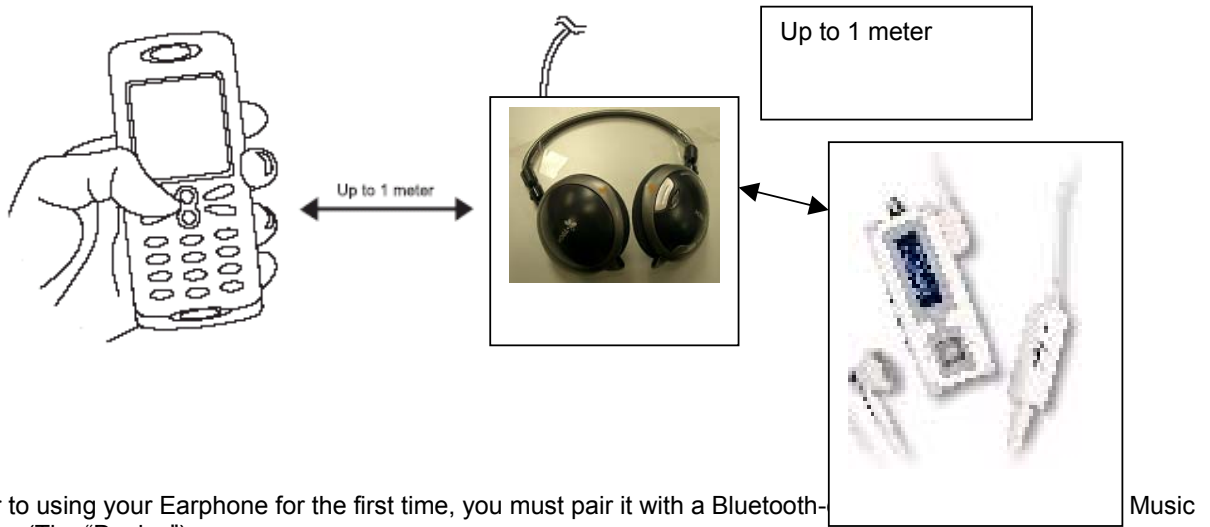 Up to 1 meter
Up to 1 meter
to using your Earphone for the first time, you must pair it with a Bluetooth- Music